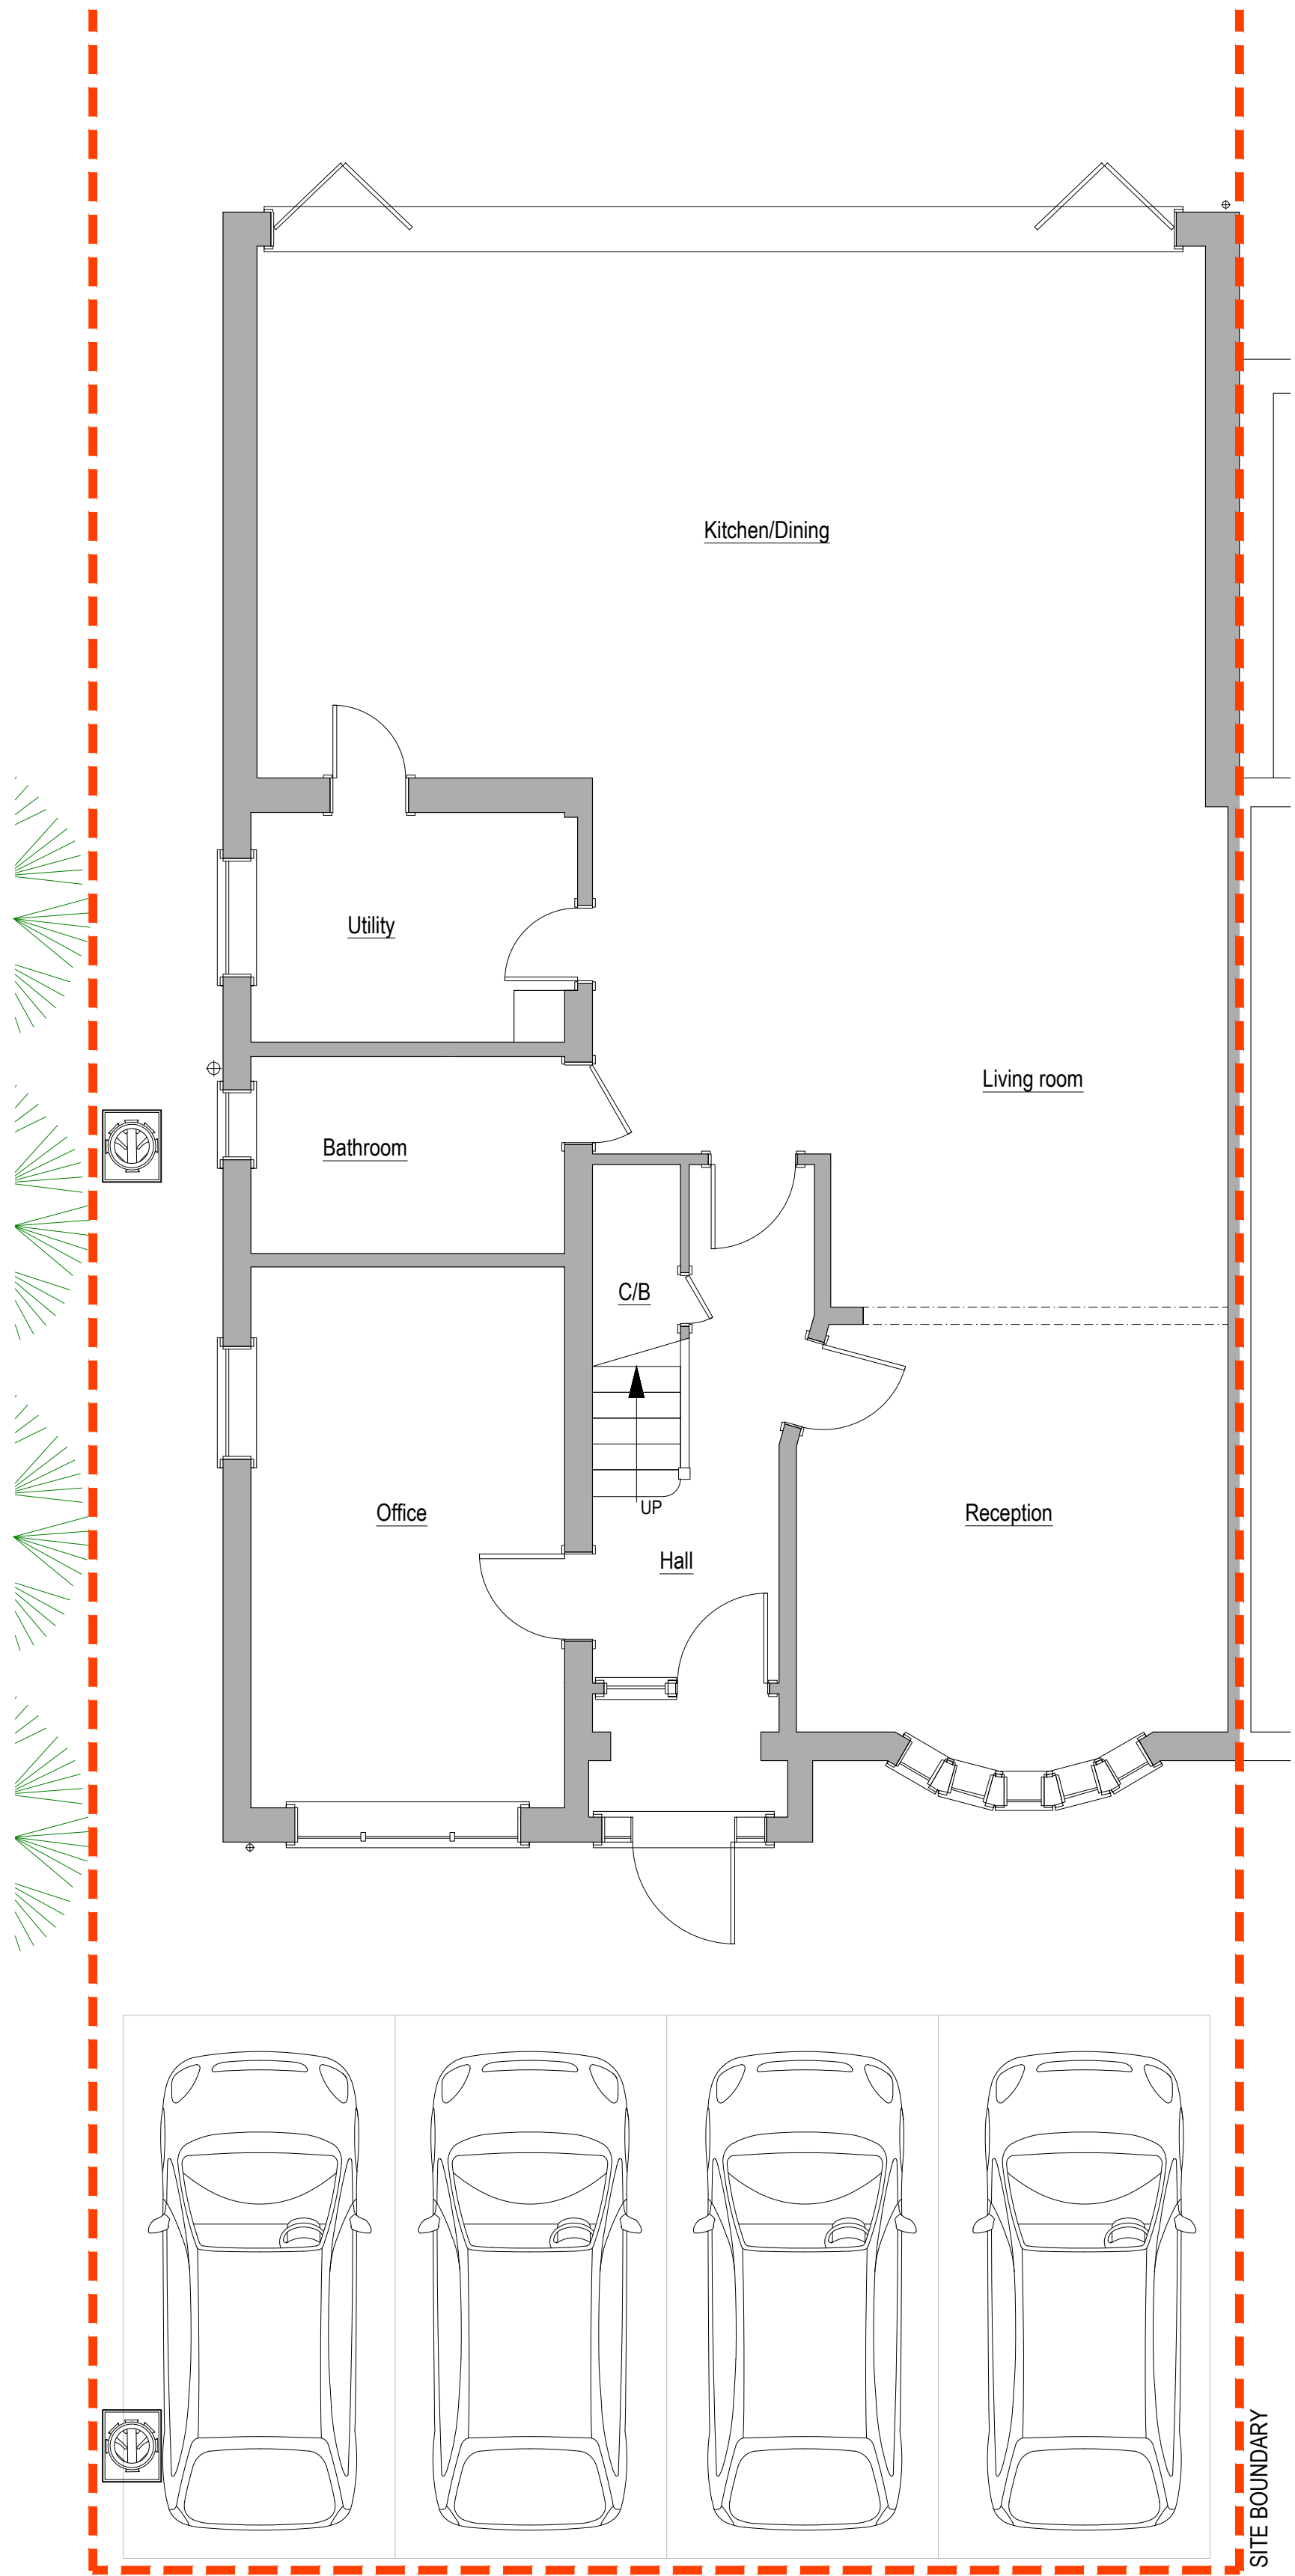 Kitchen/Dining
Utility
Living room
Bathroom
C/B
UP
Office
Reception
Hall
SITE BOUNDARY